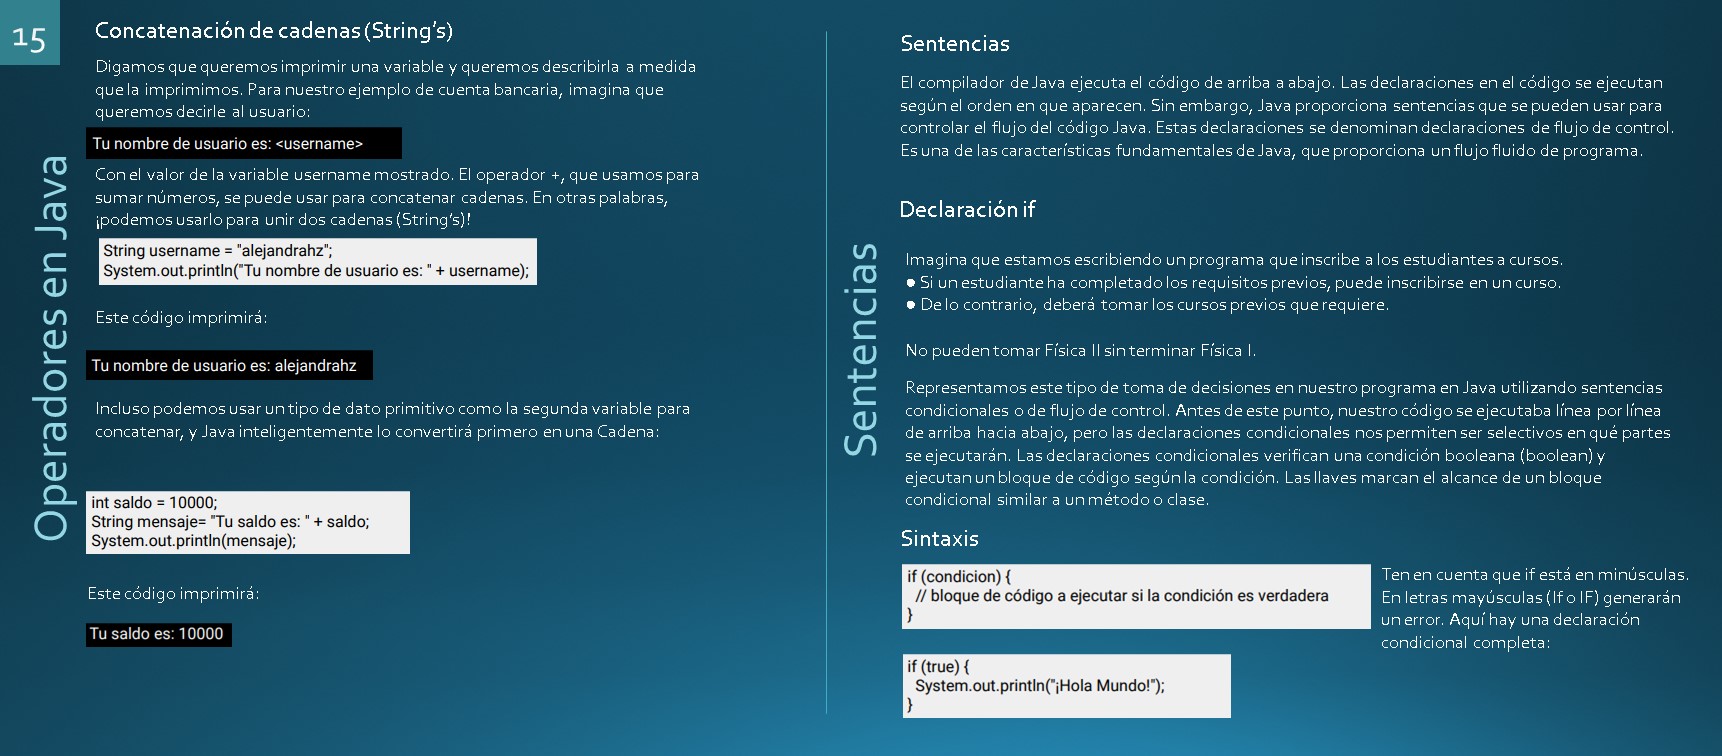 15
Operadores en Java
Concatenación de cadenas (String's)
Digamos que queremos imprimir una variable y queremos describirla a medida
que la imprimimos. Para nuestro ejemplo de cuenta bancaria, imagina que
queremos decirle al usuario:
Tu nombre de usuario es: <username>
Con el valor de la variable username mostrado. El operador +, que usamos para
sumar números, se puede usar para concatenar cadenas. En otras palabras,
¡podemos usarlo para unir dos cadenas (String's)!
String username = "alejandrahz";
System.out.println("Tu nombre de usuario es: " + username);
Este código imprimirá:
Tu nombre de usuario es: alejandrahz
Incluso podemos usar un tipo de dato primitivo como la segunda variable para
concatenar, y Java inteligentemente lo convertirá primero en una Cadena:
int saldo = 10000;
String mensaje= "Tu saldo es: " + saldo;
System.out.println(mensaje);
Este código imprimirá:
Tu saldo es: 10000
Sentencias
Sentencias
El compilador de Java ejecuta el código de arriba a abajo. Las declaraciones en el código se ejecutan
según el orden en que aparecen. Sin embargo, Java proporciona sentencias que se pueden usar para
controlar el flujo del código Java. Estas declaraciones se denominan declaraciones de flujo de control.
Es una de las características fundamentales de Java, que proporciona un flujo fluido de programa.
Declaración if
Imagina que estamos escribiendo un programa que inscribe a los estudiantes a cursos.
● Si un estudiante ha completado los requisitos previos, puede inscribirse en un curso.
● De lo contrario, deberá tomar los cursos previos que requiere.
No pueden tomar Física II sin terminar Física I.
Representamos este tipo de toma de decisiones en nuestro programa en Java utilizando sentencias
condicionales o de flujo de control. Antes de este punto, nuestro código se ejecutaba línea por línea
de arriba hacia abajo, pero las declaraciones condicionales nos permiten ser selectivos en qué partes
se ejecutarán. Las declaraciones condicionales verifican una condición booleana (boolean) y
ejecutan un bloque de código según la condición. Las llaves marcan el alcance de un bloque
condicional similar a un método o clase.
Sintaxis
if (condicion) {
// bloque de código a ejecutar si la condición es verdadera
}
Ten en cuenta que if está en minúsculas.
En letras mayúsculas (If o IF) generarán
un error. Aquí hay una declaración
condicional completa:
if (true) {
System.out.println("¡Hola Mundo!");
}